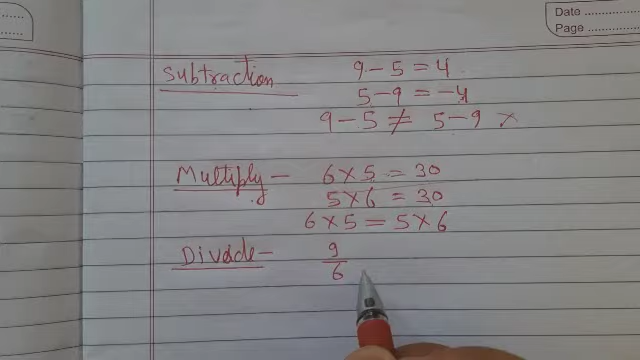 Date
Page
Subtraction 9 - 5 = 4
5 - 9 = -4
9 - 5 ≠ 5 - 9 ×
Multiply - 6 × 5 = 30
5 × 6 = 30
6 × 5 = 5 × 6
Divide - 9/6